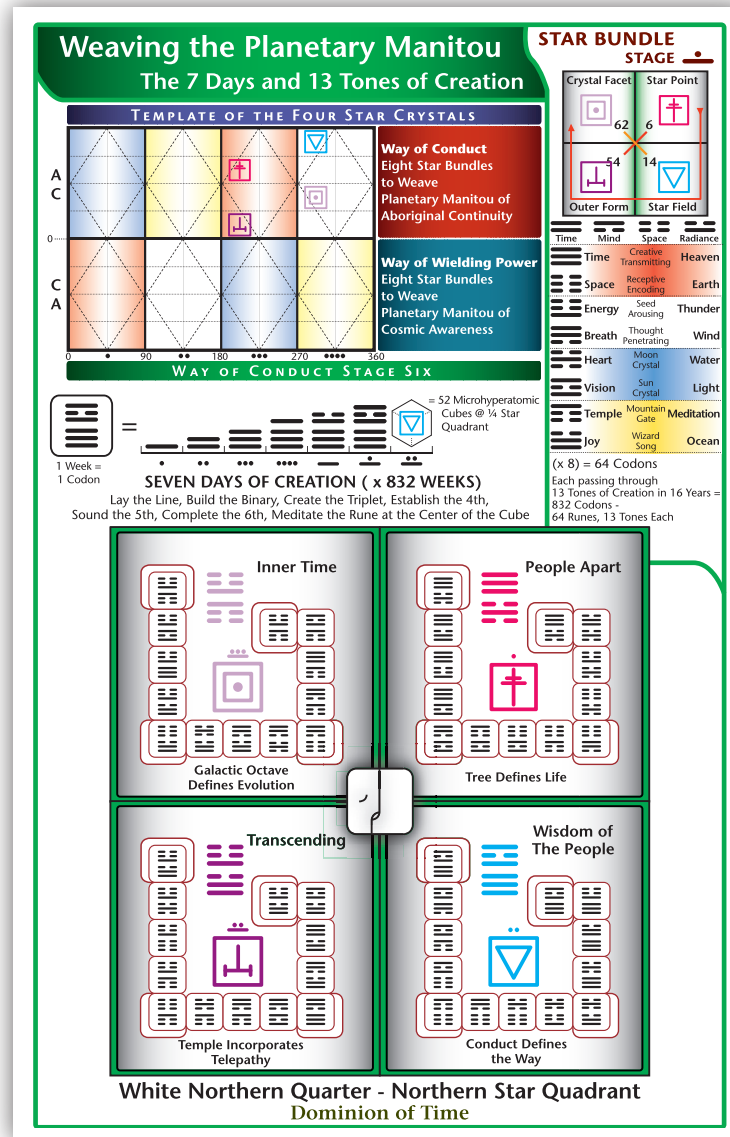 Weaving the Planetary Manitou
The 7 Days and 13 Tones of Creation
STAR BUNDLE
STAGE
TEMPLATE OF THE FOUR STAR CRYSTALS
A
C
0
C
A
0
90
180
270
360
Way of Conduct
Eight Star Bundles
to Weave
Planetary Manitou of
Aboriginal Continuity
Way of Wielding Power
Eight Star Bundles
to Weave
Planetary Manitou of
Cosmic Awareness
WAY OF CONDUCT STAGE SIX
Crystal Facet
Star Point
62
6
54
14
Outer Form
Star Field
Time
Mind
Space
Radiance
Time
Creative
Transmitting
Heaven
Space
Receptive
Encoding
Earth
Energy
Seed
Arousing
Thunder
Breath
Thought
Penetrating
Wind
Heart
Moon
Crystal
Water
Vision
Sun
Crystal
Light
Temple
Mountain
Gate
Meditation
Joy
Wizard
Song
Ocean
(x 8) = 64 Codons
Each passing through
13 Tones of Creation in 16 Years =
832 Codons -
64 Runes, 13 Tones Each
1 Week =
1 Codon
=
= 52 Microhyperatomic
Cubes @ ¼ Star
Quadrant
SEVEN DAYS OF CREATION ( x 832 WEEKS)
Lay the Line, Build the Binary, Create the Triplet, Establish the 4th,
Sound the 5th, Complete the 6th, Meditate the Rune at the Center of the Cube
Inner Time
Galactic Octave
Defines Evolution
People Apart
Tree Defines Life
Transcending
Temple Incorporates
Telepathy
Wisdom of
The People
Conduct Defines
the Way
White Northern Quarter - Northern Star Quadrant
Dominion of Time